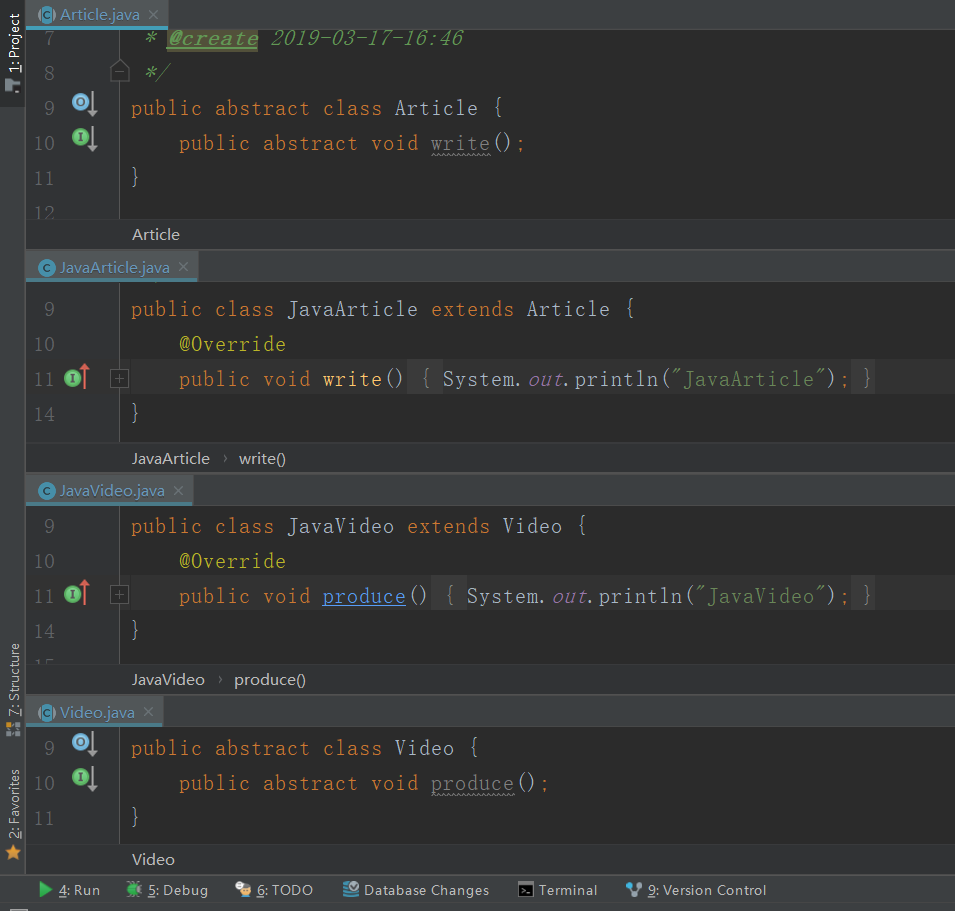 1: Project
Article.java
7 * @create 2019-03-17-16:46
8 */
9 public abstract class Article {
10 public abstract void write();
11 }
12
Article
JavaArticle.java
9 public class JavaArticle extends Article {
10 @Override
11 public void write() { System.out.println("JavaArticle"); }
14 }
JavaArticle › write()
JavaVideo.java
9 public class JavaVideo extends Video {
10 @Override
11 public void produce() { System.out.println("JavaVideo"); }
14 }
15
JavaVideo › produce()
7: Structure
Video.java
9 public abstract class Video {
10 public abstract void produce();
11 }
2: Favorites
Video
4: Run 5: Debug 6: TODO Database Changes Terminal 9: Version Control